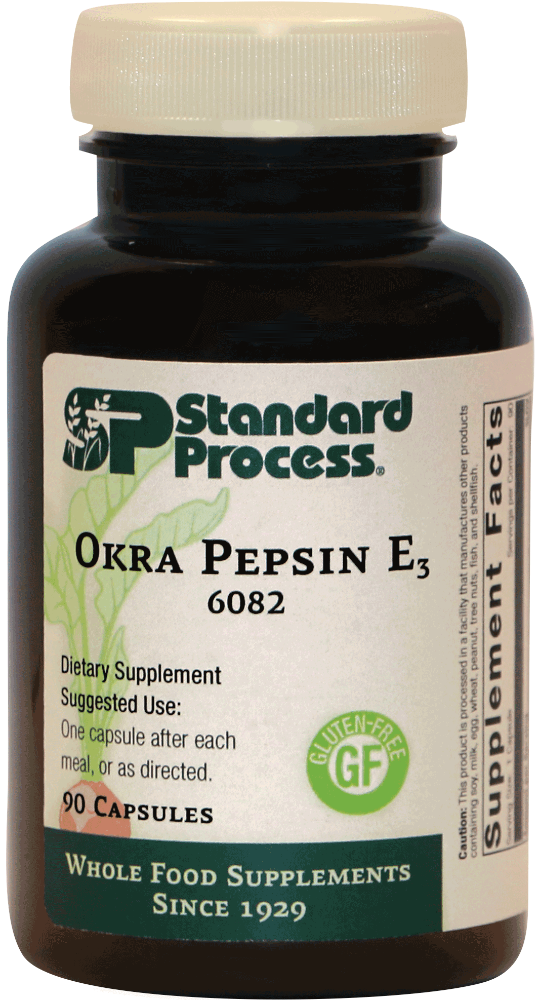 SP Standard
Process®
OKRA PEPSIN E3
6082
Dietary Supplement
Suggested Use:
One capsule after each
meal, or as directed.
90 CAPSULES
GLUTEN-FREE
GF
WHOLE FOOD SUPPLEMENTS
SINCE 1929
Caution: This product is processed in a facility that manufactures other products
containing soy, milk, egg, wheat, peanut, tree nuts, fish, and shellfish.
Supplement Facts
Serving Size: 1 Capsule
Servings per Container: 90